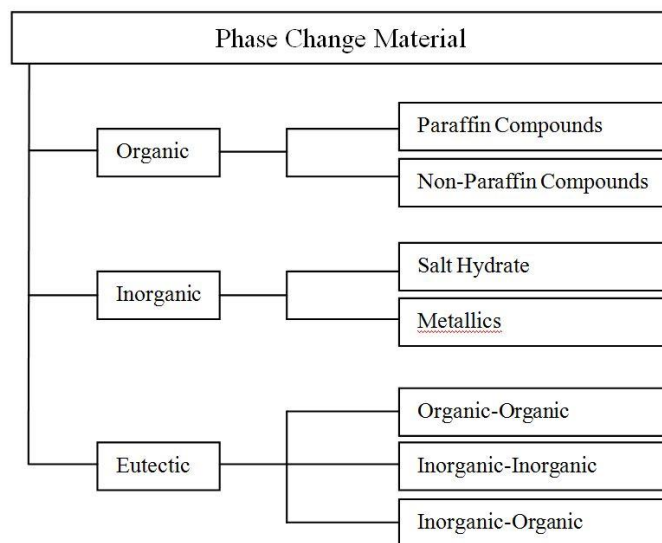 Phase Change Material
Organic
Paraffin Compounds
Non-Paraffin Compounds
Inorganic
Salt Hydrate
Metallics
Eutectic
Organic-Organic
Inorganic-Inorganic
Inorganic-Organic